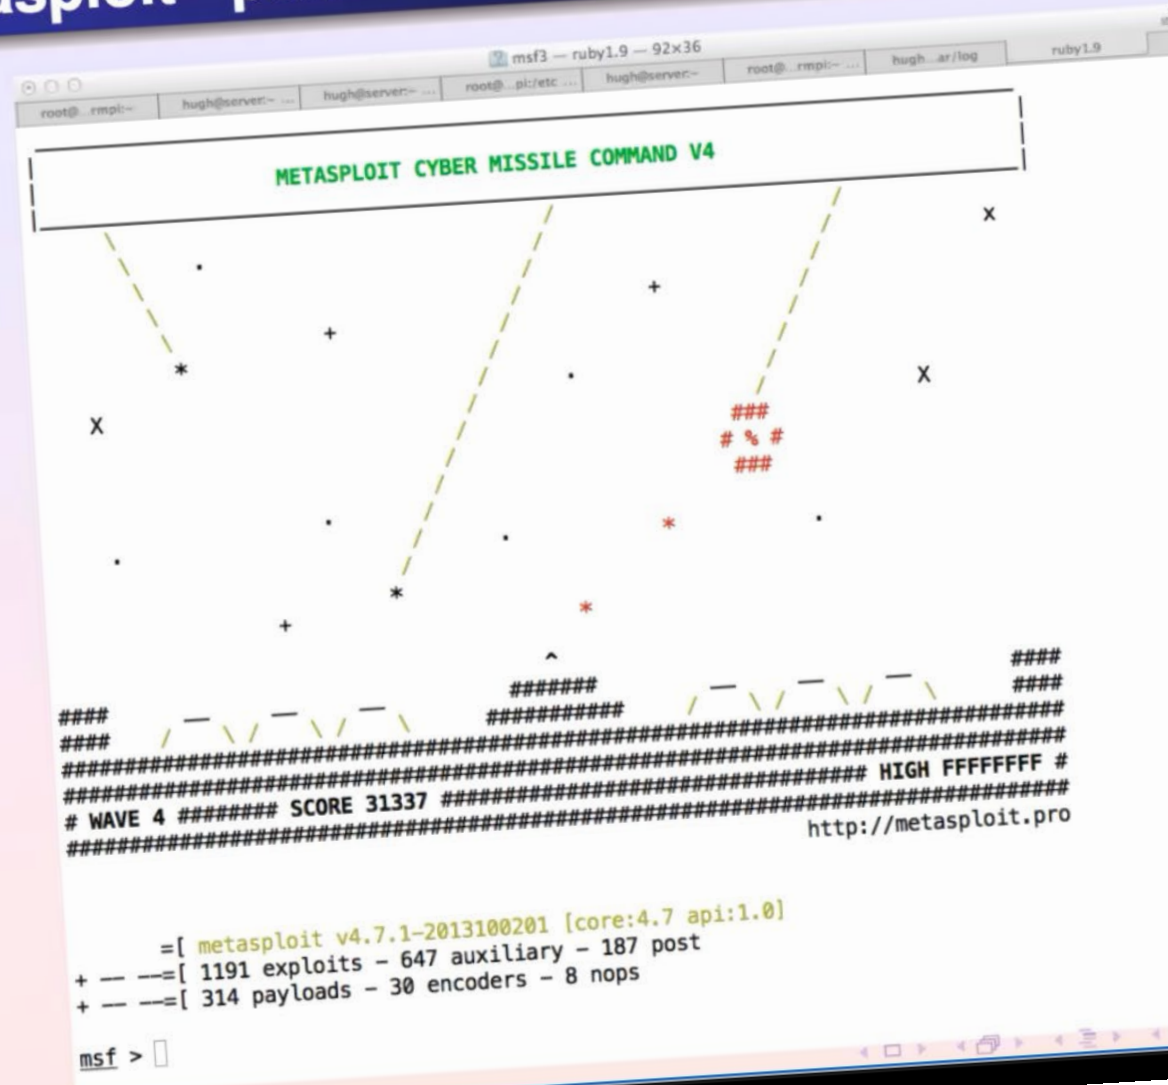 msf3 — ruby1.9 — 92×36
root@...rmpi:~ hugh@server:~ ... hugh@server:~ ... root@...pi:/etc ... hugh@server:~ root@...rmpi:~ ... hugh...ar/log ruby1.9
METASPLOIT CYBER MISSILE COMMAND V4
X
+
+
*
X
X
###
# % #
###
*
*
*
+
^
####
####
#######
####
####
###########
# WAVE 4 ######## SCORE 31337 ################################## HIGH FFFFFFFF #
http://metasploit.pro
=[ metasploit v4.7.1-2013100201 [core:4.7 api:1.0]
+ -- --=[ 1191 exploits - 647 auxiliary - 187 post
+ -- --=[ 314 payloads - 30 encoders - 8 nops
msf >